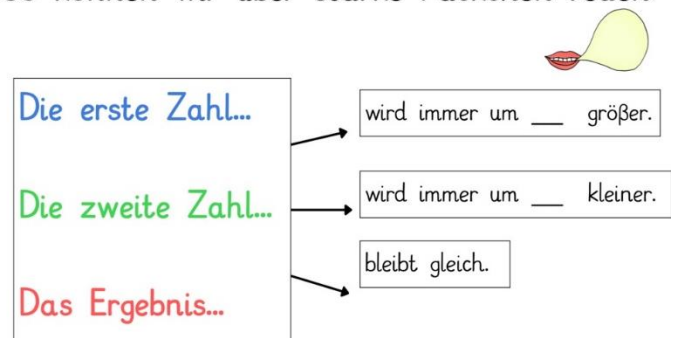 Die erste Zahl...
wird immer um ___ größer.
Die zweite Zahl...
wird immer um ___ kleiner.
bleibt gleich.
Das Ergebnis...